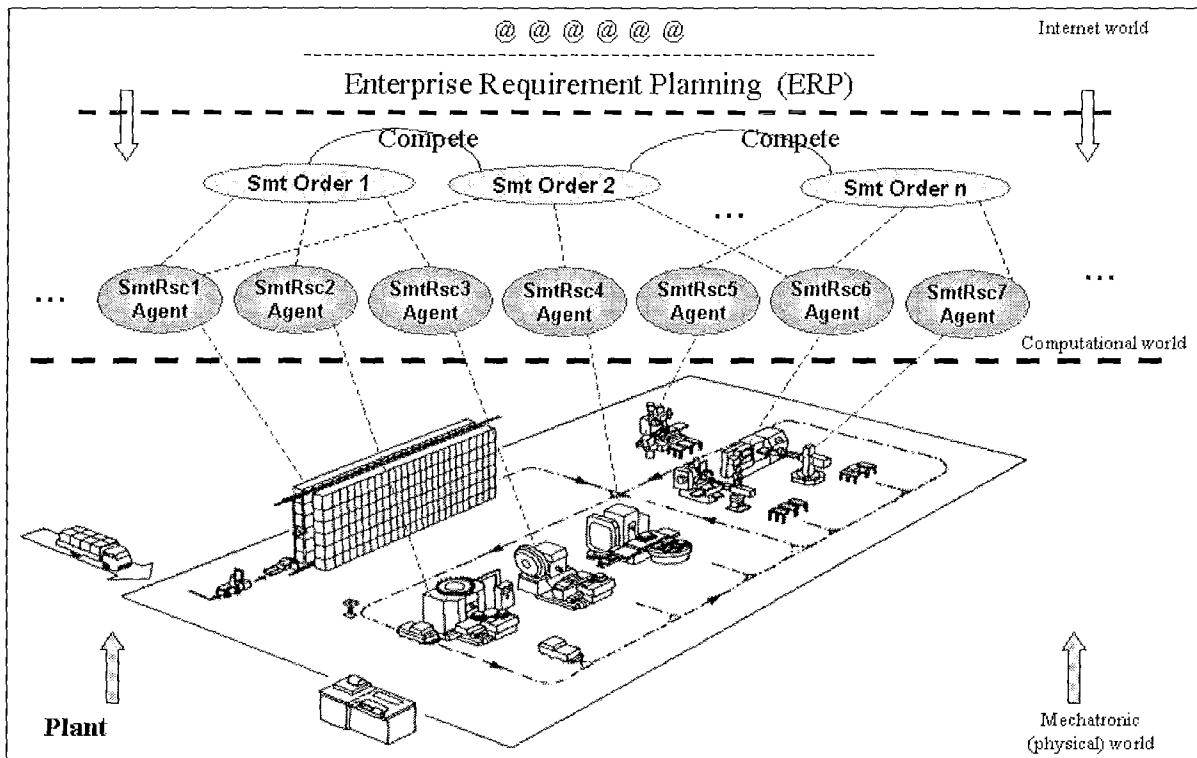 @ @ @ @ @ @
Internet world
Enterprise Requirement Planning (ERP)
Compete
Compete
Smt Order 1
Smt Order 2
Smt Order n
...
...
SmtRsc1
Agent
SmtRsc2
Agent
SmtRsc3
Agent
SmtRsc4
Agent
SmtRsc5
Agent
SmtRsc6
Agent
SmtRsc7
Agent
...
Computational world
Plant
Mechatronic
(physical) world